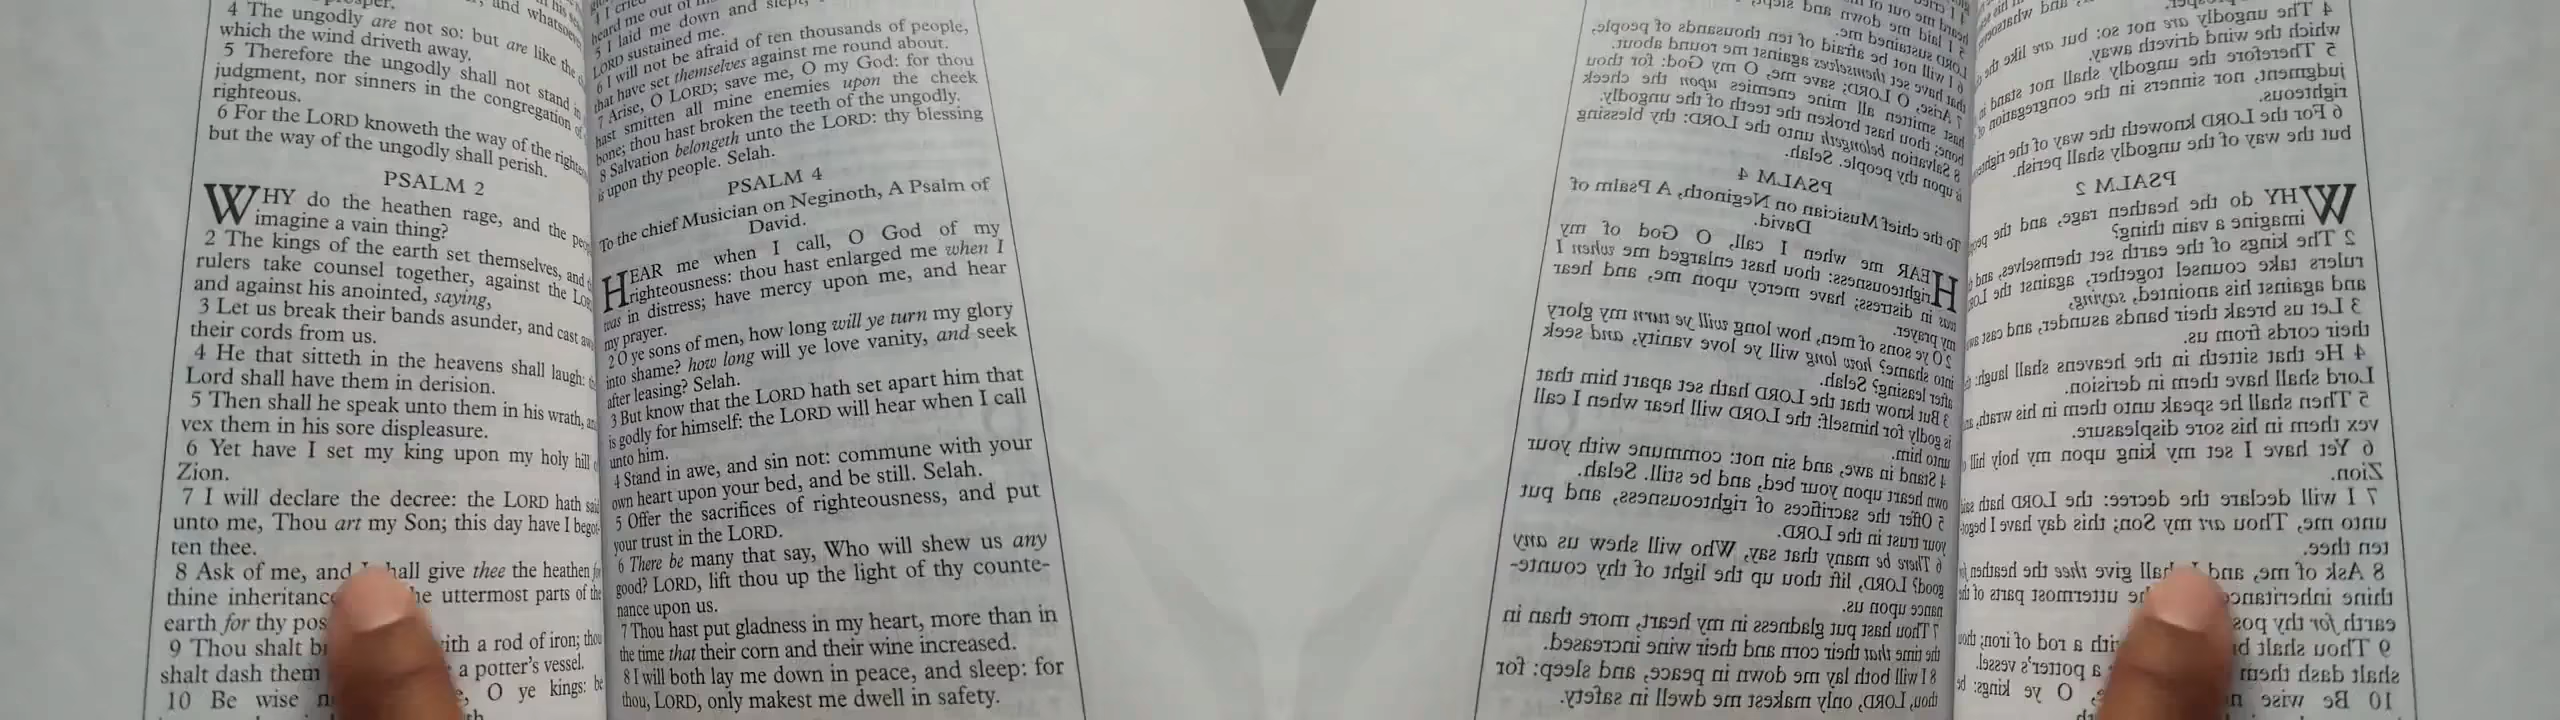 4 The ungodly are not so: but are like the
which the wind driveth away.
5 Therefore the ungodly shall not stand in
judgment, nor sinners in the congregation of
righteous.
6 For the LORD knoweth the way of the
but the way of the ungodly shall perish.
PSALM 2
WHY do the heathen rage, and the
imagine a vain thing?
2 The kings of the earth set themselves, and
rulers take counsel together, against the
and against his anointed, saying,
3 Let us break their bands asunder, and cast
their cords from us.
4 He that sitteth in the heavens shall laugh:
Lord shall have them in derision.
5 Then shall he speak unto them in his wrath,
vex them in his sore displeasure.
6 Yet have I set my king upon my holy hill
Zion.
7 I will declare the decree: the LORD hath
unto me, Thou art my Son; this day have I begot-
ten thee.
8 Ask of me, and give thee the heathen
thine uttermost parts of the
earth for thy
9 Thou shalt with a rod of iron; thou
shalt dash them a potter's vessel.
10 Be wise O ye kings: be
heard me out of
5 I laid me down and slept;
LORD sustained me.
6 I will not be afraid of ten thousands of people,
that have set themselves against me round about.
7 Arise, O LORD; save me, O my God: for thou
hast smitten all mine enemies upon the cheek
bone; thou hast broken the teeth of the ungodly.
8 Salvation belongeth unto the LORD: thy blessing
is upon thy people. Selah.
PSALM 4
To the chief Musician on Neginoth, A Psalm of
David.
HEAR me when I call, O God of my
righteousness: thou hast enlarged me when I
was in distress; have mercy upon me, and hear
my prayer.
2 O ye sons of men, how long will ye turn my glory
into shame? how long will ye love vanity, and seek
after leasing? Selah.
3 But know that the LORD hath set apart him that
is godly for himself: the LORD will hear when I call
unto him.
4 Stand in awe, and sin not: commune with your
own heart upon your bed, and be still. Selah.
5 Offer the sacrifices of righteousness, and put
your trust in the LORD.
6 There be many that say, Who will shew us any
good? LORD, lift thou up the light of thy counte-
nance upon us.
7 Thou hast put gladness in my heart, more than in
the time that their corn and their wine increased.
8 I will both lay me down in peace, and sleep: for
thou, LORD, only makest me dwell in safety.